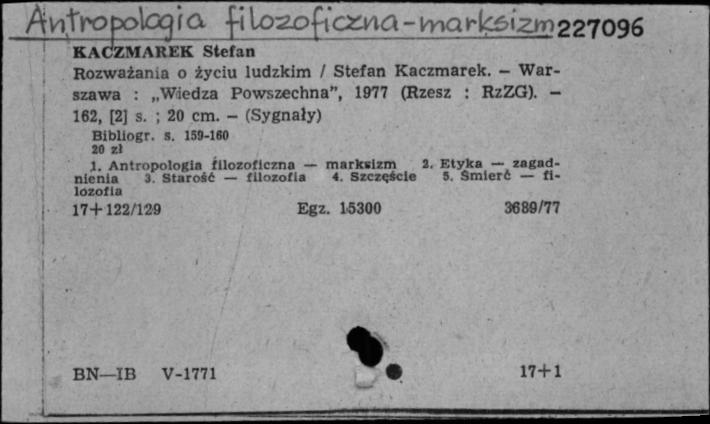 Antropologia filozoficzna-marksizm 227096
KACZMAREK Stefan
Rozważania o życiu ludzkim / Stefan Kaczmarek. — War-
szawa : „Wiedza Powszechna”, 1977 (Rzesz : RzZG). —
162, [2] s. ; 20 cm. — (Sygnały)
Bibliogr. s. 159-160
20 zł
1. Antropologia filozoficzna — marksizm 2. Etyka — zagad-
nienia 3. Starość — filozofia 4. Szczęście 5. Śmierć — fi-
lozofia
17+122/129 Egz. 15300 3689/77
BN—IB V-1771 17+1